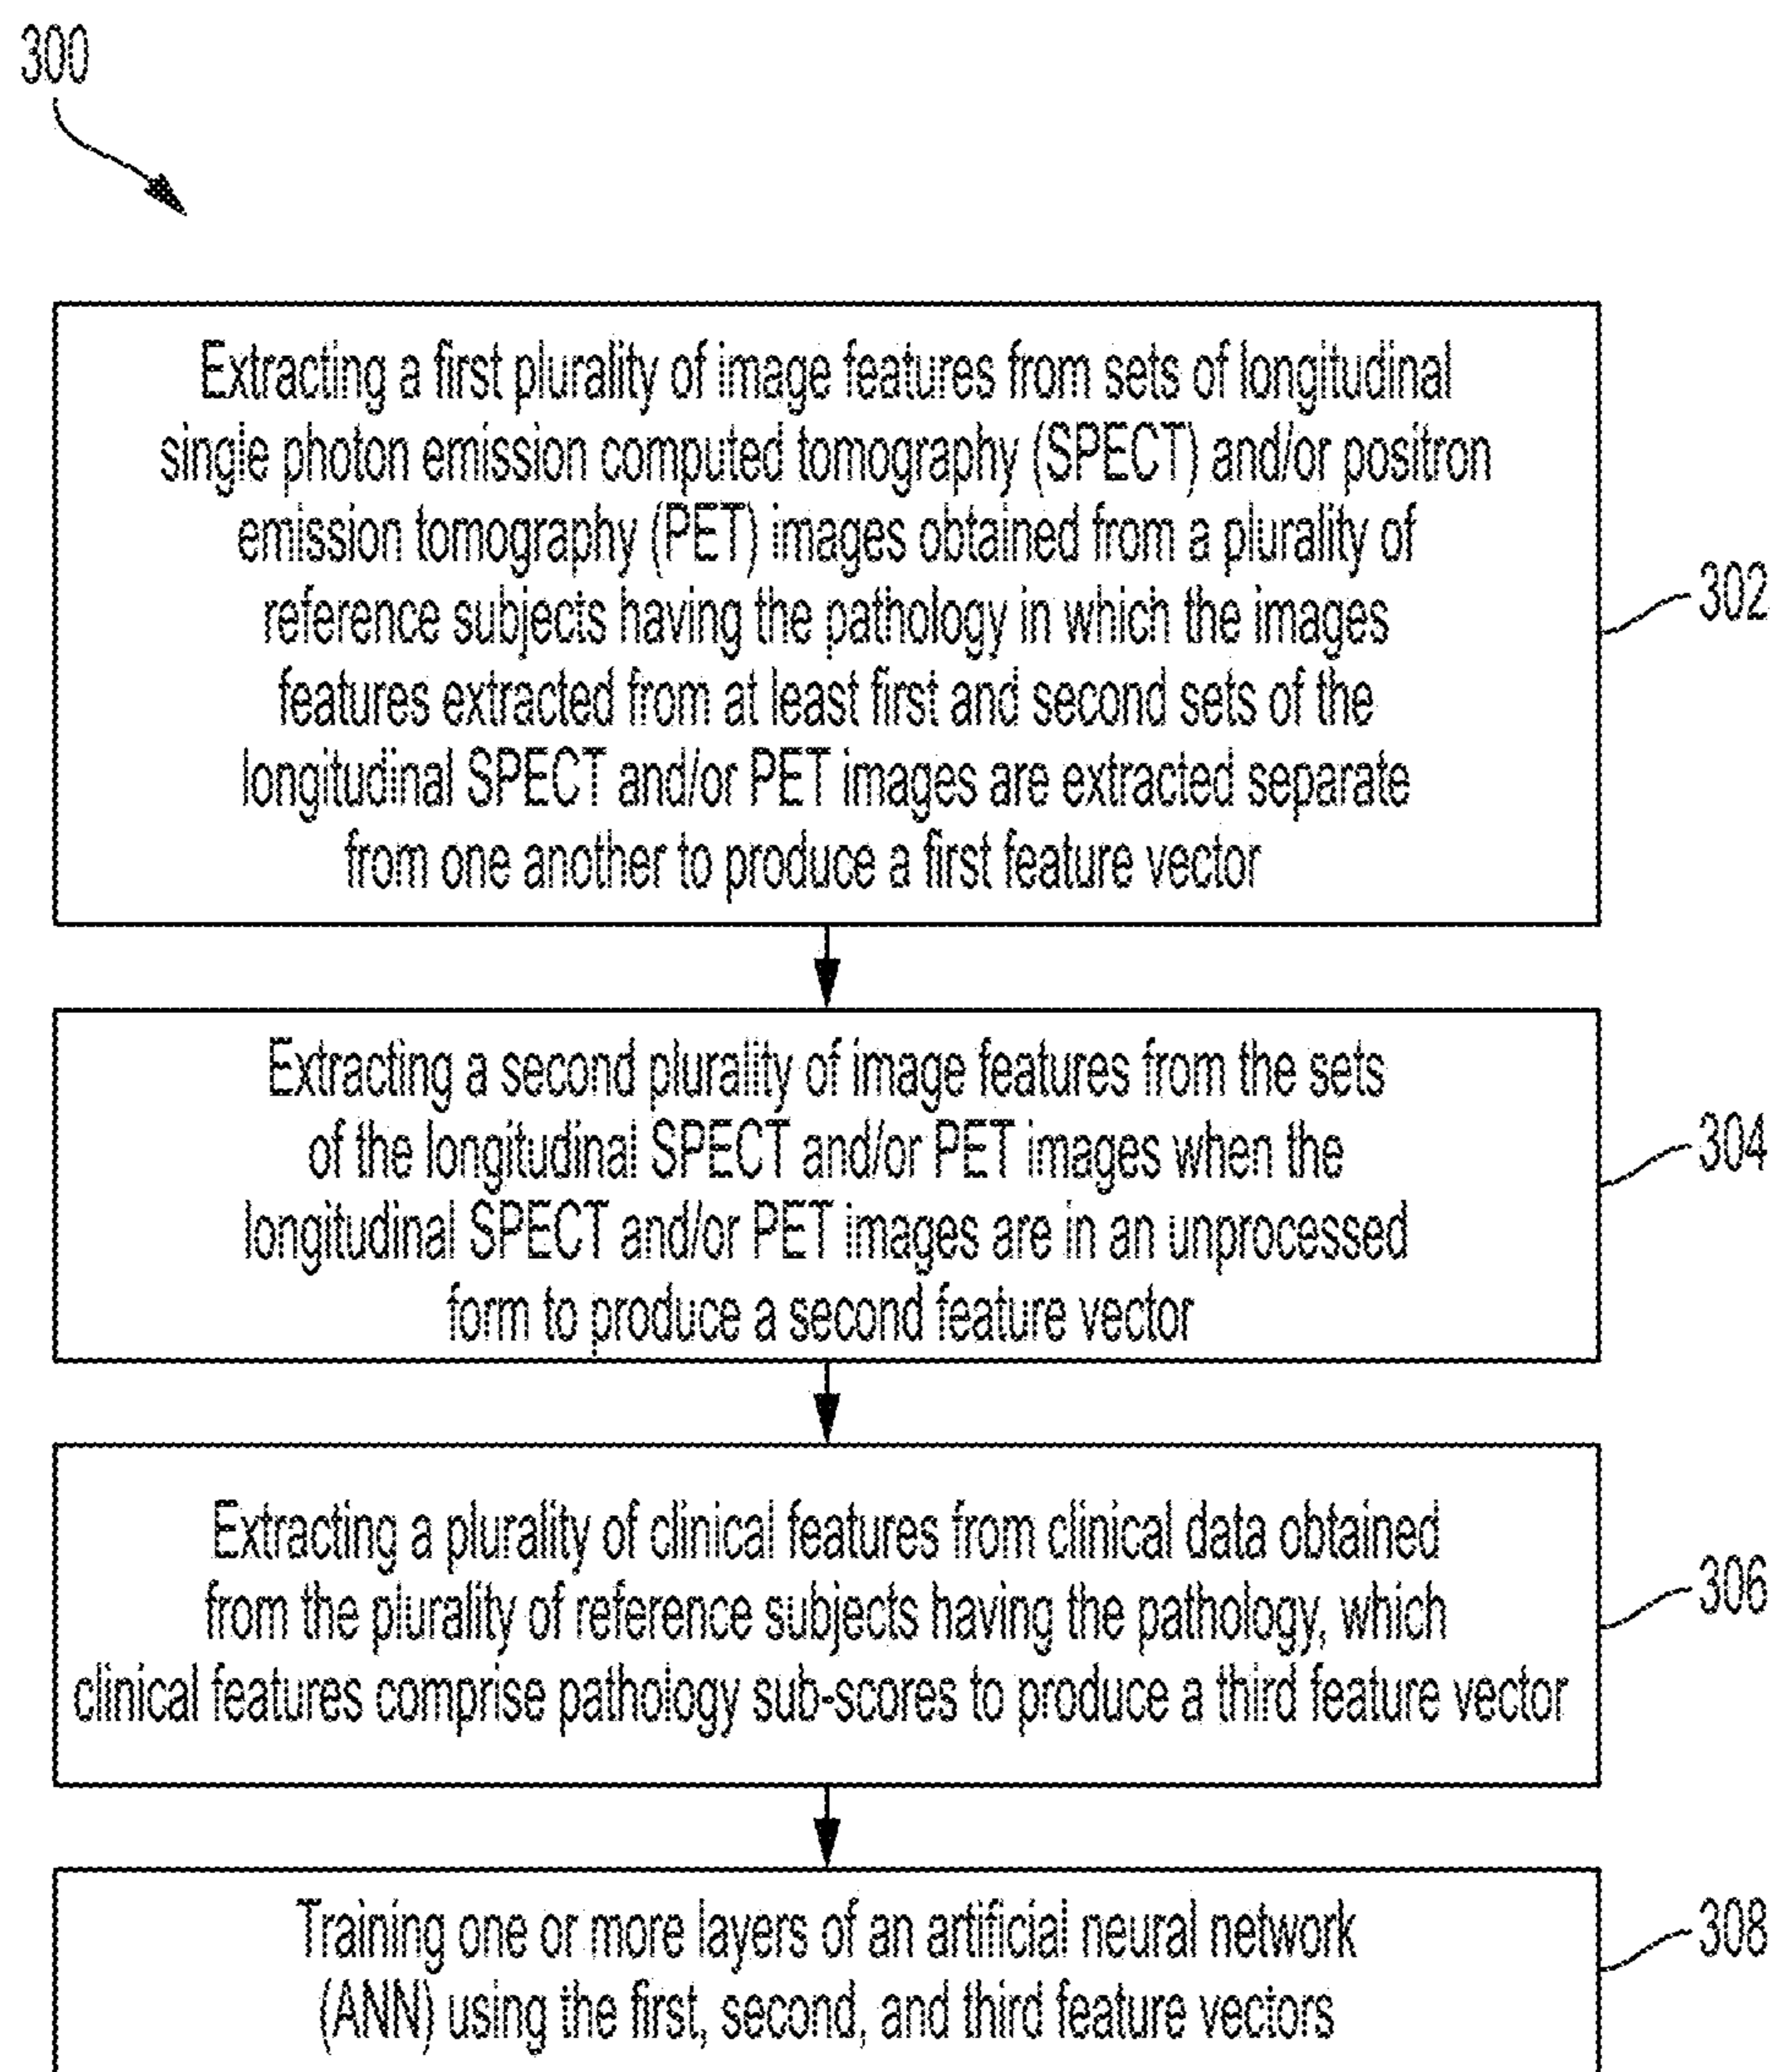 300
Extracting a first plurality of image features from sets of longitudinal
single photon emission computed tomography (SPECT) and/or positron
emission tomography (PET) images obtained from a plurality of
reference subjects having the pathology in which the images
features extracted from at least first and second sets of the
longitudinal SPECT and/or PET images are extracted separate
from one another to produce a first feature vector
302
Extracting a second plurality of image features from the sets
of the longitudinal SPECT and/or PET images when the
longitudinal SPECT and/or PET images are in an unprocessed
form to produce a second feature vector
304
Extracting a plurality of clinical features from clinical data obtained
from the plurality of reference subjects having the pathology, which
clinical features comprise pathology sub-scores to produce a third feature vector
306
Training one or more layers of an artificial neural network
(ANN) using the first, second, and third feature vectors
308